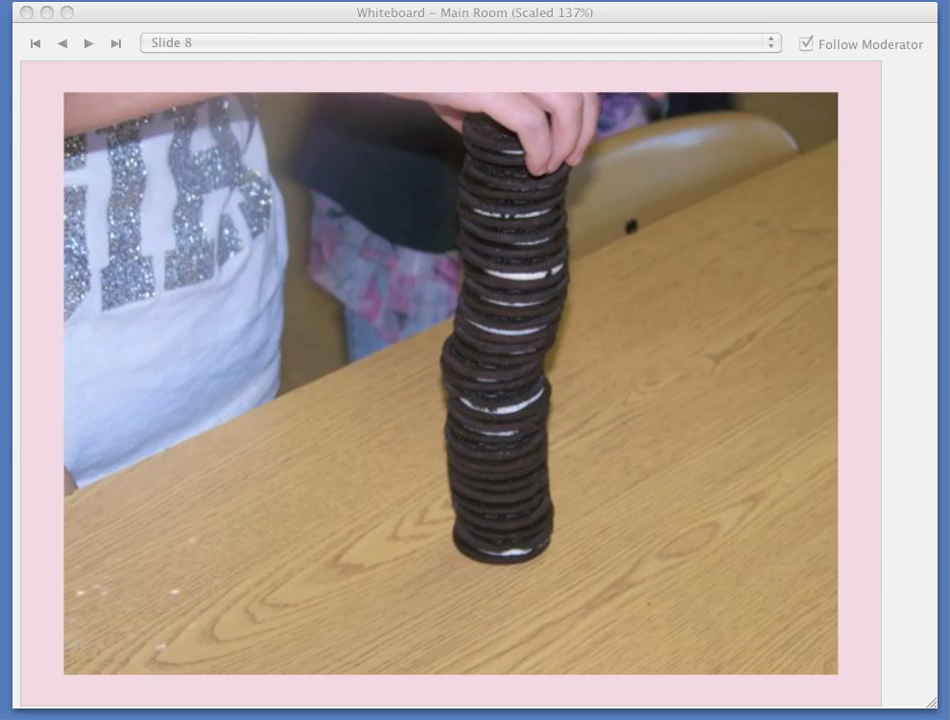 Whiteboard – Main Room (Scaled 137%)
Slide 8
Follow Moderator